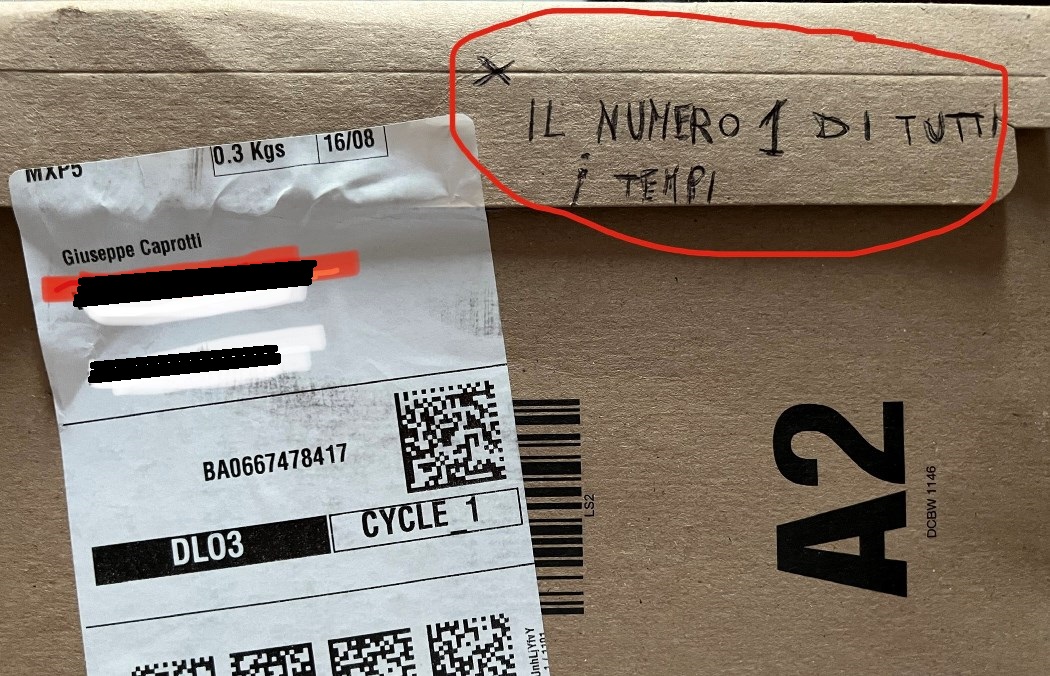 IL NUMERO 1 DI TUTTI
i TEMPI
MXP5
0.3 Kgs
16/08
Giuseppe Caprotti
BA0667478417
DLO3
CYCLE_1
LS2
A2
DCBW 1146